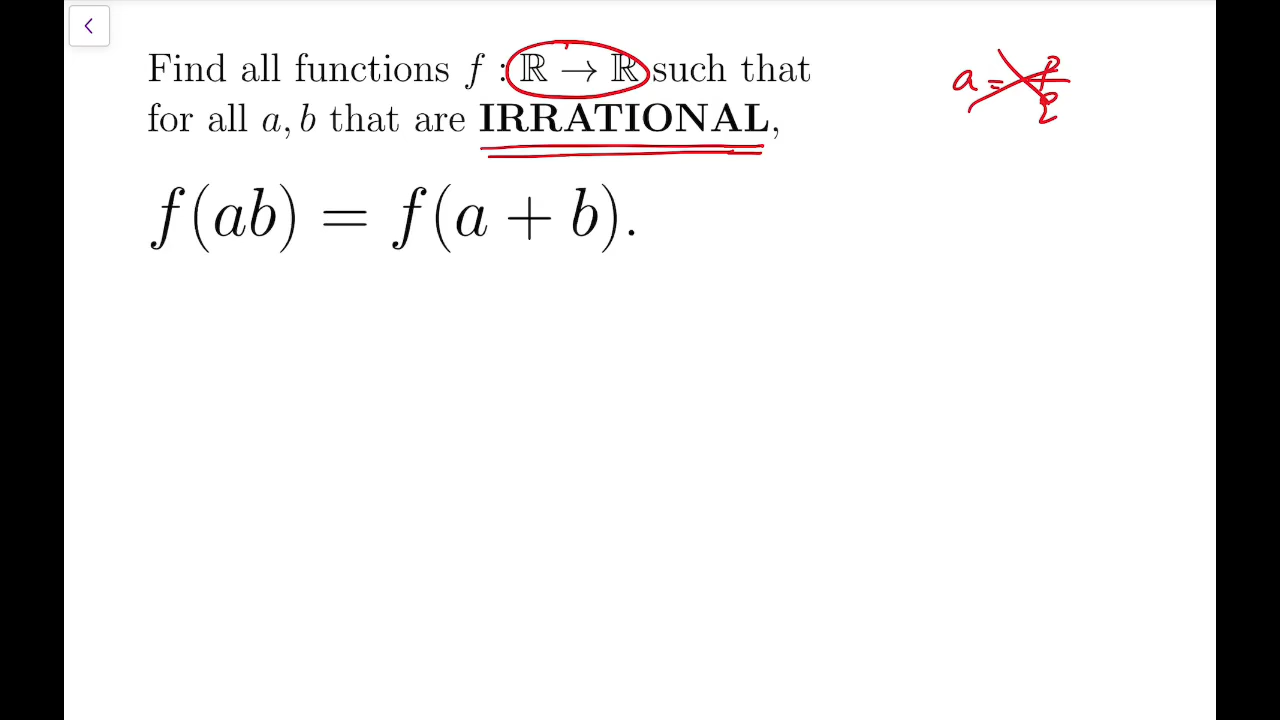 Find all functions f : ℝ → ℝ such that
for all a, b that are IRRATIONAL,
f(ab) = f(a + b).
a = p/q